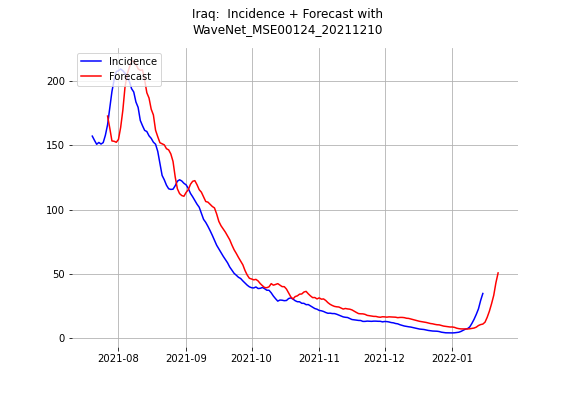 Iraq:  Incidence + Forecast with
WaveNet_MSE00124_20211210
Incidence
Forecast
200
150
100
50
0
2021-08
2021-09
2021-10
2021-11
2021-12
2022-01